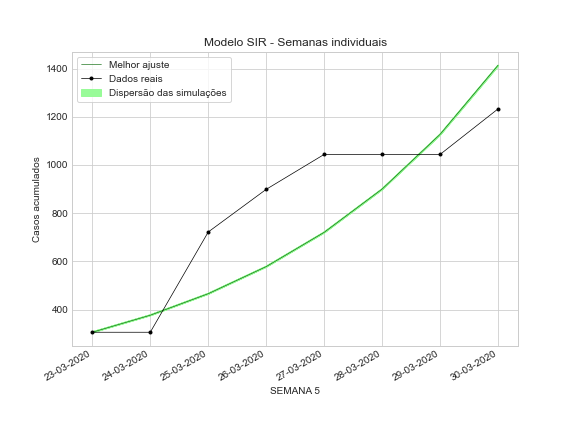 Modelo SIR - Semanas individuais
Melhor ajuste
Dados reais
Dispersão das simulações
Casos acumulados
1400
1200
1000
800
600
400
23-03-2020
24-03-2020
25-03-2020
26-03-2020
27-03-2020
28-03-2020
29-03-2020
30-03-2020
SEMANA 5